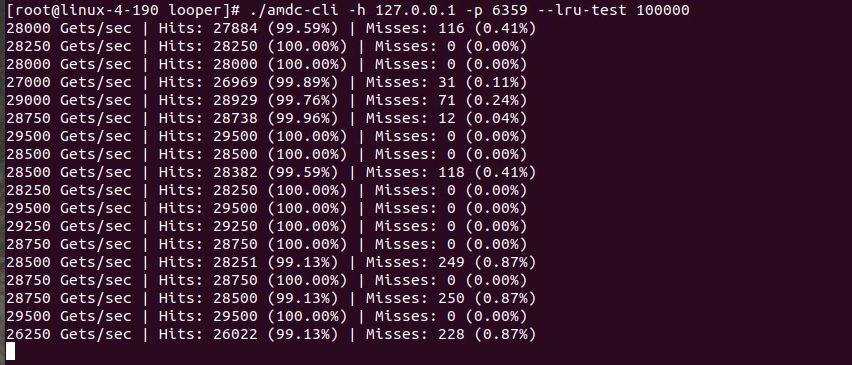 [root@linux-4-190 looper]# ./amdc-cli -h 127.0.0.1 -p 6359 --lru-test 100000
28000 Gets/sec | Hits: 27884 (99.59%) | Misses: 116 (0.41%)
28250 Gets/sec | Hits: 28250 (100.00%) | Misses: 0 (0.00%)
28000 Gets/sec | Hits: 28000 (100.00%) | Misses: 0 (0.00%)
27000 Gets/sec | Hits: 26969 (99.89%) | Misses: 31 (0.11%)
29000 Gets/sec | Hits: 28929 (99.76%) | Misses: 71 (0.24%)
28750 Gets/sec | Hits: 28738 (99.96%) | Misses: 12 (0.04%)
29500 Gets/sec | Hits: 29500 (100.00%) | Misses: 0 (0.00%)
28500 Gets/sec | Hits: 28500 (100.00%) | Misses: 0 (0.00%)
28500 Gets/sec | Hits: 28382 (99.59%) | Misses: 118 (0.41%)
28250 Gets/sec | Hits: 28250 (100.00%) | Misses: 0 (0.00%)
29500 Gets/sec | Hits: 29500 (100.00%) | Misses: 0 (0.00%)
29250 Gets/sec | Hits: 29250 (100.00%) | Misses: 0 (0.00%)
28750 Gets/sec | Hits: 28750 (100.00%) | Misses: 0 (0.00%)
28500 Gets/sec | Hits: 28251 (99.13%) | Misses: 249 (0.87%)
28750 Gets/sec | Hits: 28750 (100.00%) | Misses: 0 (0.00%)
28750 Gets/sec | Hits: 28500 (99.13%) | Misses: 250 (0.87%)
29500 Gets/sec | Hits: 29500 (100.00%) | Misses: 0 (0.00%)
26250 Gets/sec | Hits: 26022 (99.13%) | Misses: 228 (0.87%)